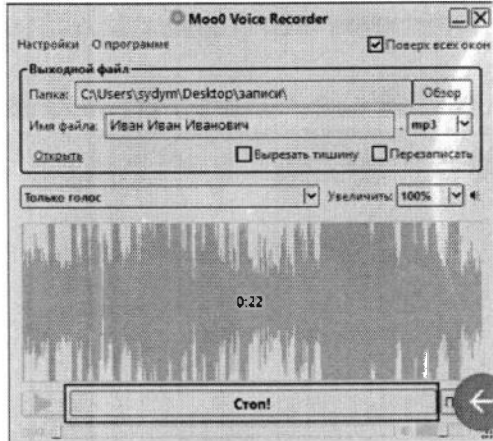 Moo0 Voice Recorder
Настройки О программе Поверх всех окон
Выходной файл
Папка: C:\Users\sydym\Desktop\записи\ Обзор
Имя файла: Иван Иван Иванович . mp3
Открыть Вырезать тишину Перезаписать
Только голос Увеличить: 100%
0:22
Стоп!